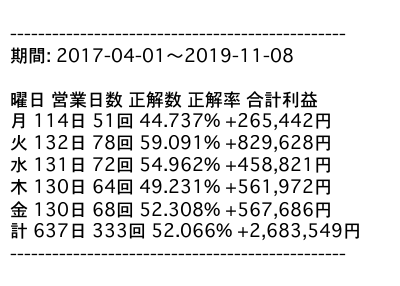 ------------------------------------------------
期間: 2017-04-01～2019-11-08
曜日 営業日数 正解数 正解率 合計利益
月 114日 51回 44.737% +265,442円
火 132日 78回 59.091% +829,628円
水 131日 72回 54.962% +458,821円
木 130日 64回 49.231% +561,972円
金 130日 68回 52.308% +567,686円
計 637日 333回 52.066% +2,683,549円
------------------------------------------------